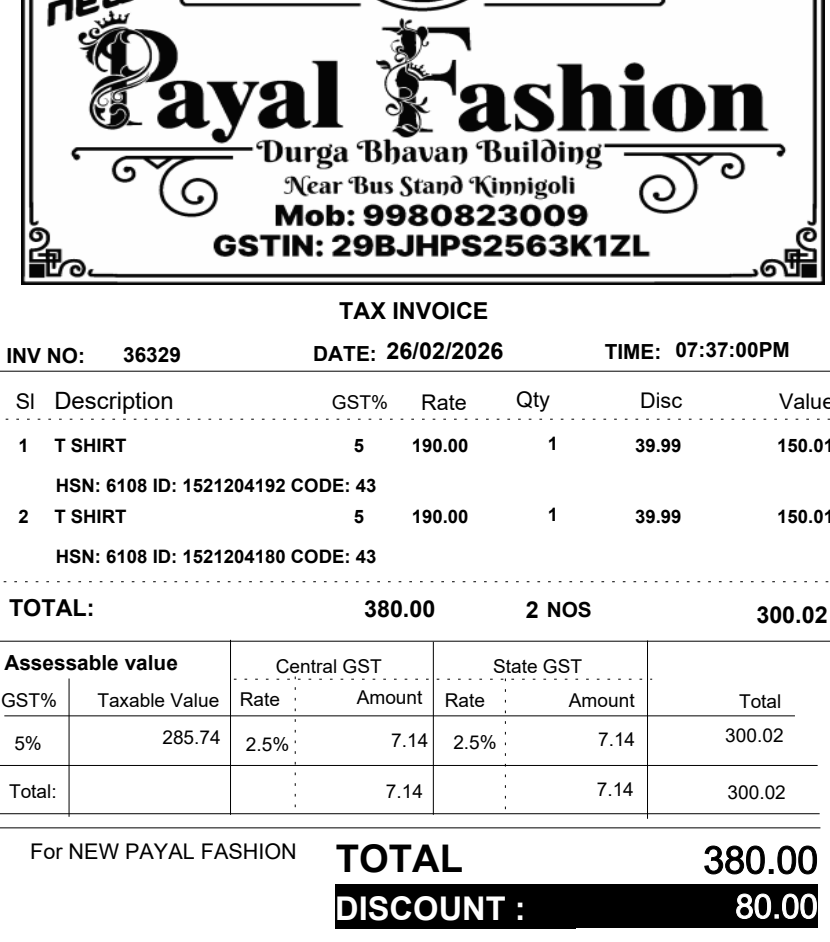 new
Payal Fashion
Durga Bhavan Building
Near Bus Stand Kinnigoli
Mob: 9980823009
GSTIN: 29BJHPS2563K1ZL
TAX INVOICE
INV NO: 36329 DATE: 26/02/2026 TIME: 07:37:00PM
Sl Description GST% Rate Qty Disc Value
1 T SHIRT 5 190.00 1 39.99 150.01
HSN: 6108 ID: 1521204192 CODE: 43
2 T SHIRT 5 190.00 1 39.99 150.01
HSN: 6108 ID: 1521204180 CODE: 43
TOTAL: 380.00 2 NOS 300.02
Assessable value Central GST State GST
GST% Taxable Value Rate Amount Rate Amount Total
5% 285.74 2.5% 7.14 2.5% 7.14 300.02
Total: 7.14 7.14 300.02
For NEW PAYAL FASHION TOTAL 380.00
DISCOUNT : 80.00